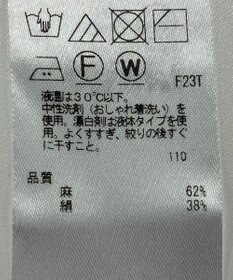 F
W
F23T
液温は30℃以下。
中性洗剤（おしゃれ着洗い）を
使用。漂白剤は液体タイプを使
用。よくすすぎ、絞りの後すぐ
に干すこと。
110
品質
麻 62%
絹 38%